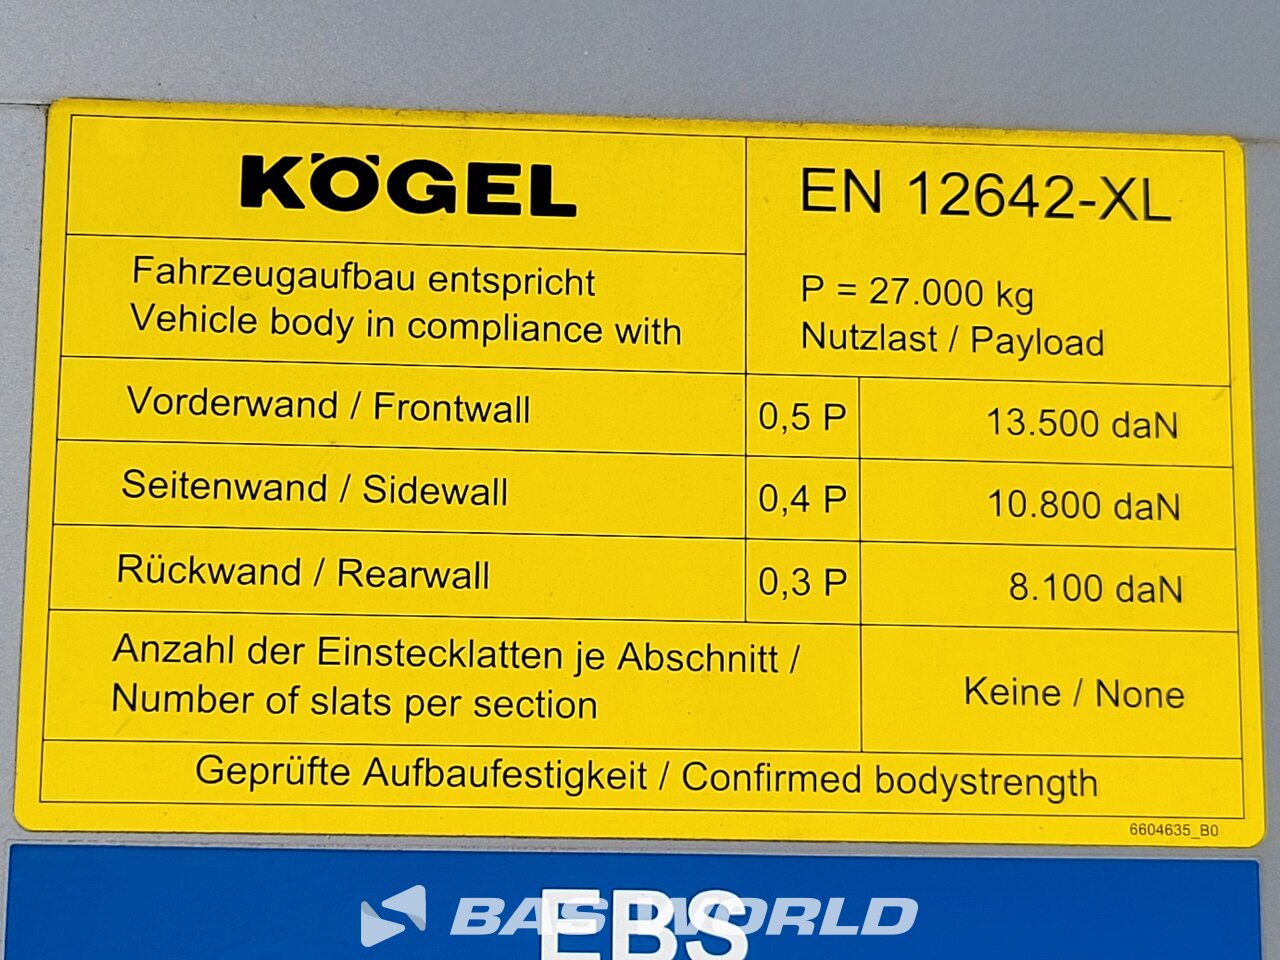 KÖGEL
EN 12642-XL
Fahrzeugaufbau entspricht
Vehicle body in compliance with
P = 27.000 kg
Nutzlast / Payload
Vorderwand / Frontwall 0,5 P 13.500 daN
Seitenwand / Sidewall 0,4 P 10.800 daN
Rückwand / Rearwall 0,3 P 8.100 daN
Anzahl der Einstecklatten je Abschnitt /
Number of slats per section
Keine / None
Geprüfte Aufbaufestigkeit / Confirmed bodystrength
6604635_B0
EBS
BAS WORLD